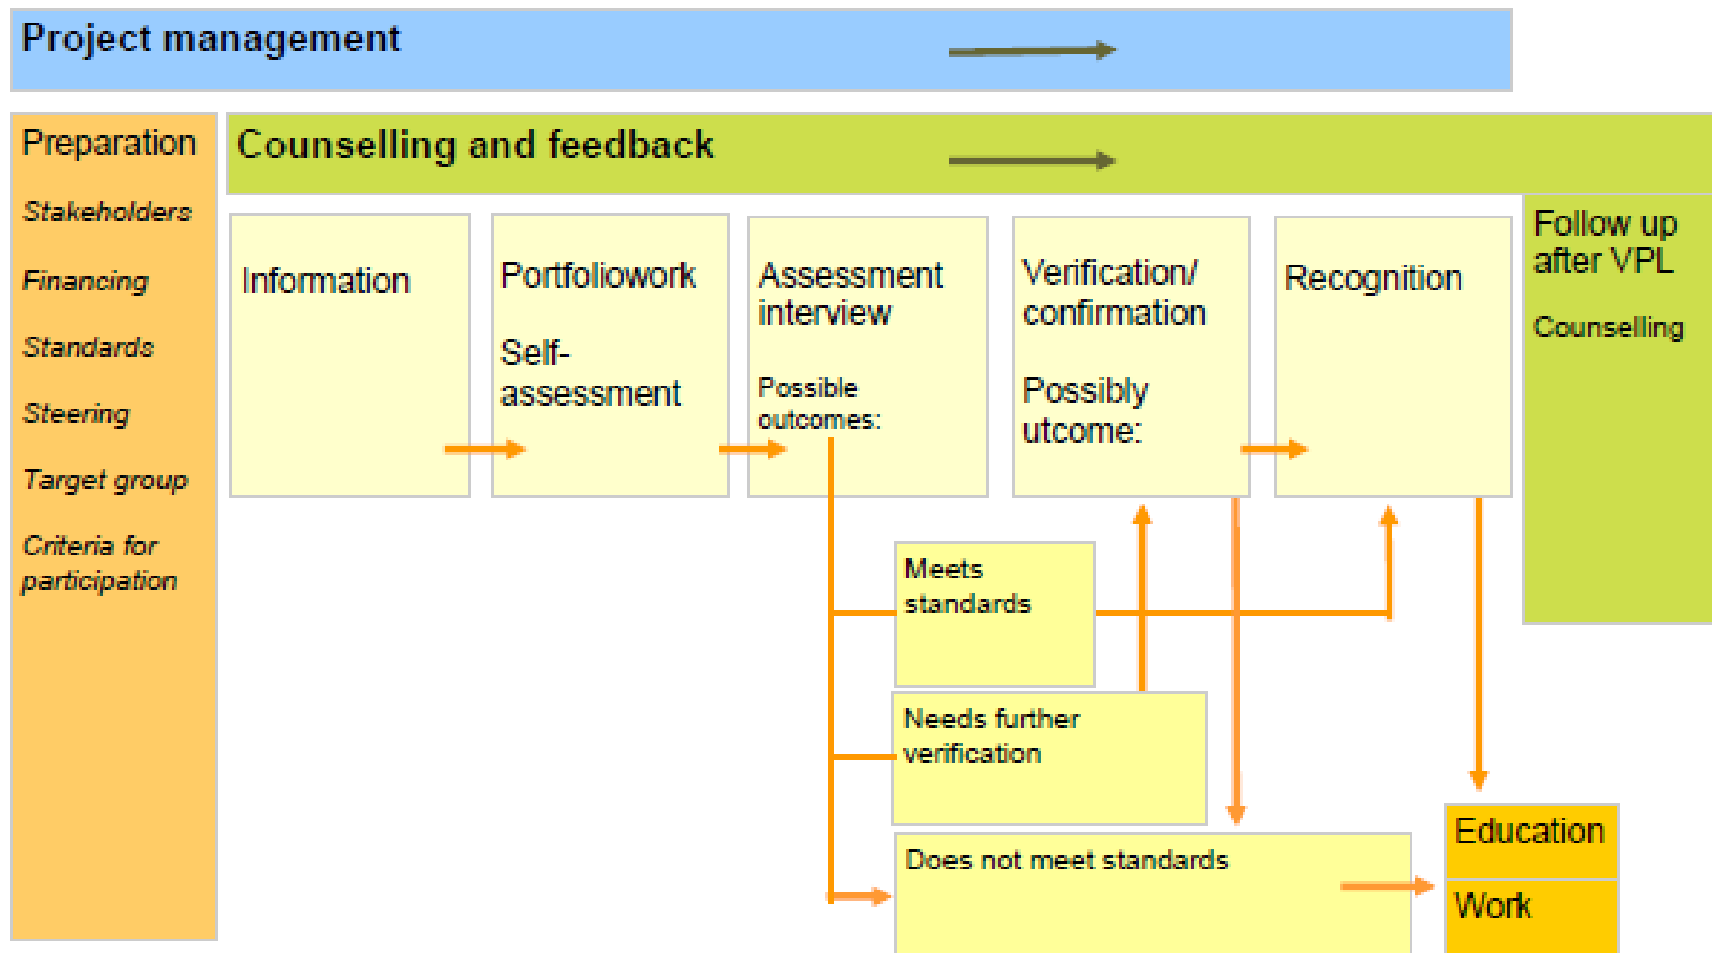 Project management
Preparation
Stakeholders
Financing
Standards
Steering
Target group
Criteria for
participation
Counselling and feedback
Information
Portfoliowork
Self-
assessment
Assessment
interview
Possible
outcomes:
Verification/
confirmation
Possibly
utcome:
Recognition
Follow up
after VPL
Counselling
Meets
standards
Needs further
verification
Does not meet standards
Education
Work